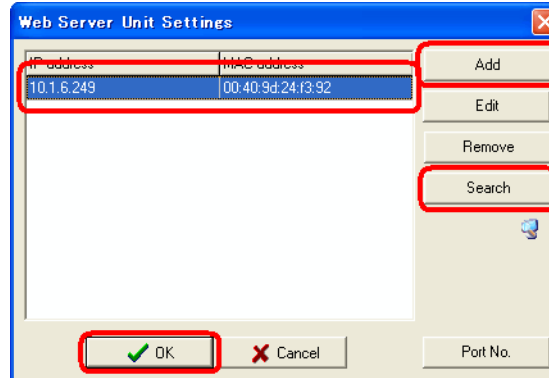 Web Server Unit Settings
IP address MAC address
10.1.6.249 00:40:9d:24:f3:92
Add
Edit
Remove
Search
OK Cancel Port No.